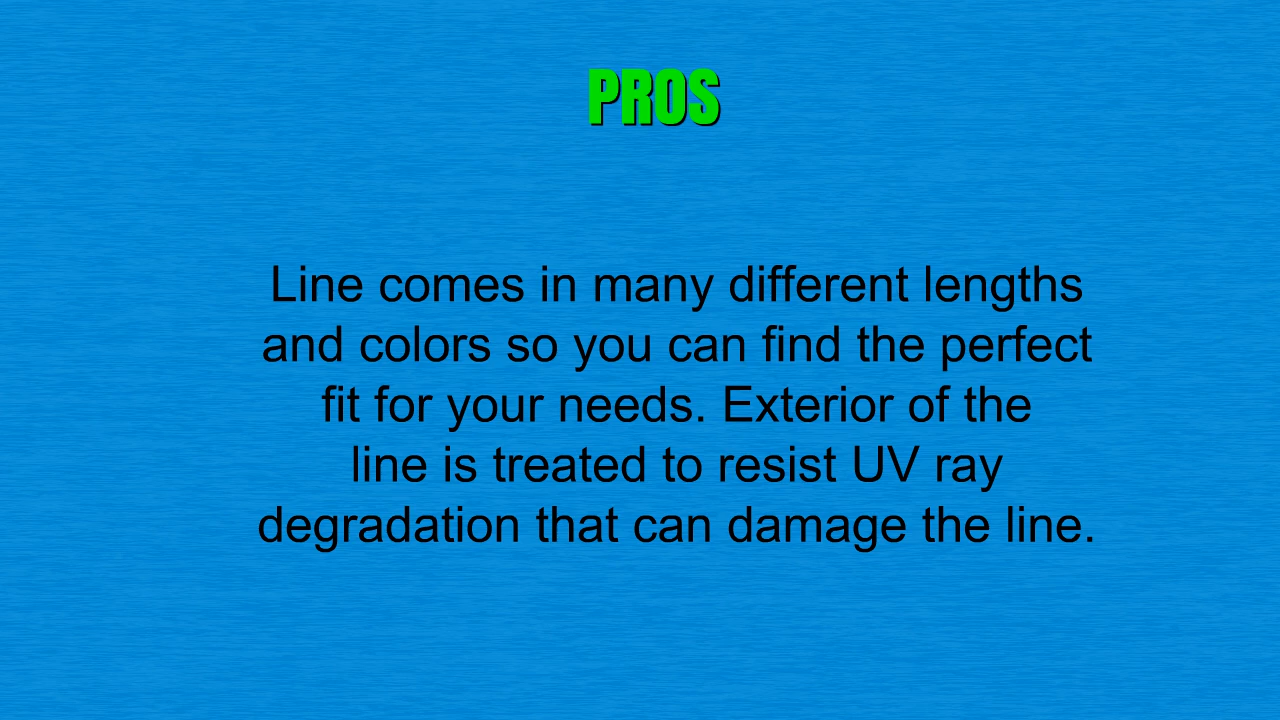 PROS
Line comes in many different lengths
and colors so you can find the perfect
fit for your needs. Exterior of the
line is treated to resist UV ray
degradation that can damage the line.